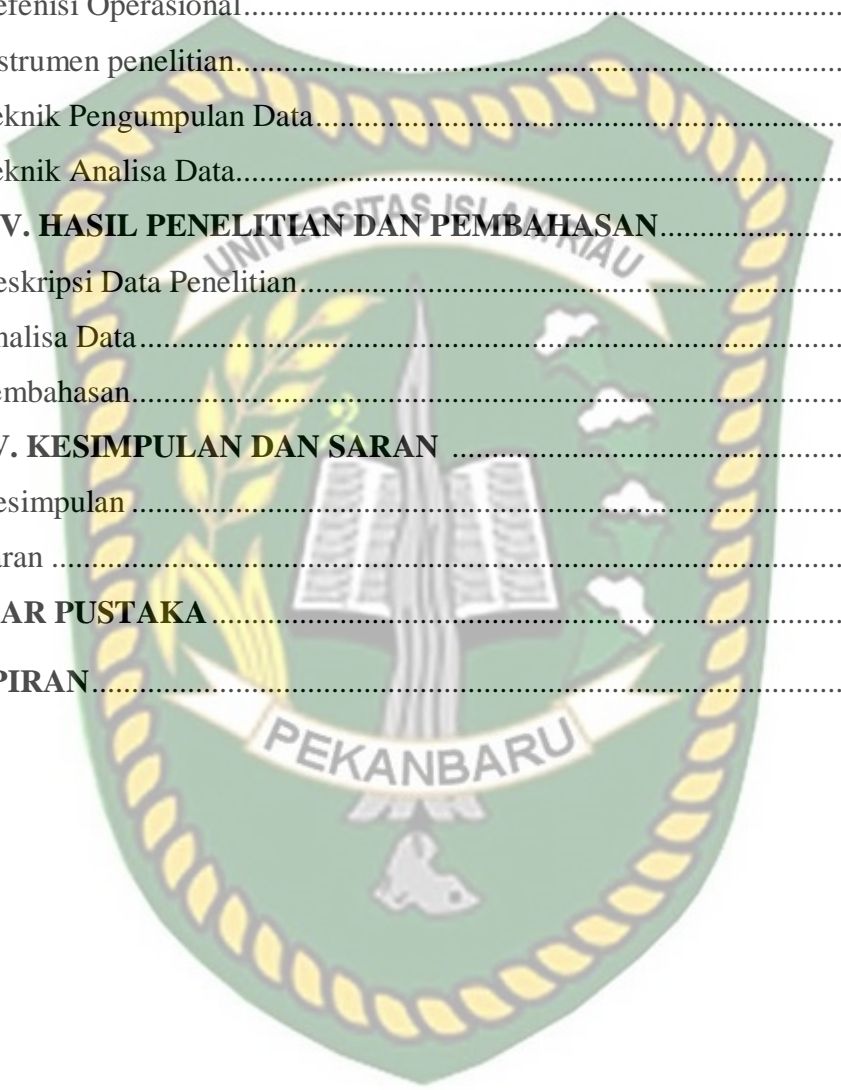 efenisi Operasional..........................................................................
strumen penelitian...........................................................................
eknik Pengumpulan Data.................................................................
eknik Analisa Data...........................................................................
V. HASIL PENELITIAN DAN PEMBAHASAN.......................
UNIVERSITAS ISLAM RIAU
eskripsi Data Penelitian...................................................................
nalisa Data.......................................................................................
embahasan........................................................................................
V. KESIMPULAN DAN SARAN ................................................
esimpulan ........................................................................................
aran ..................................................................................................
AR PUSTAKA................................................................................
PIRAN..............................................................................................
PEKANBARU